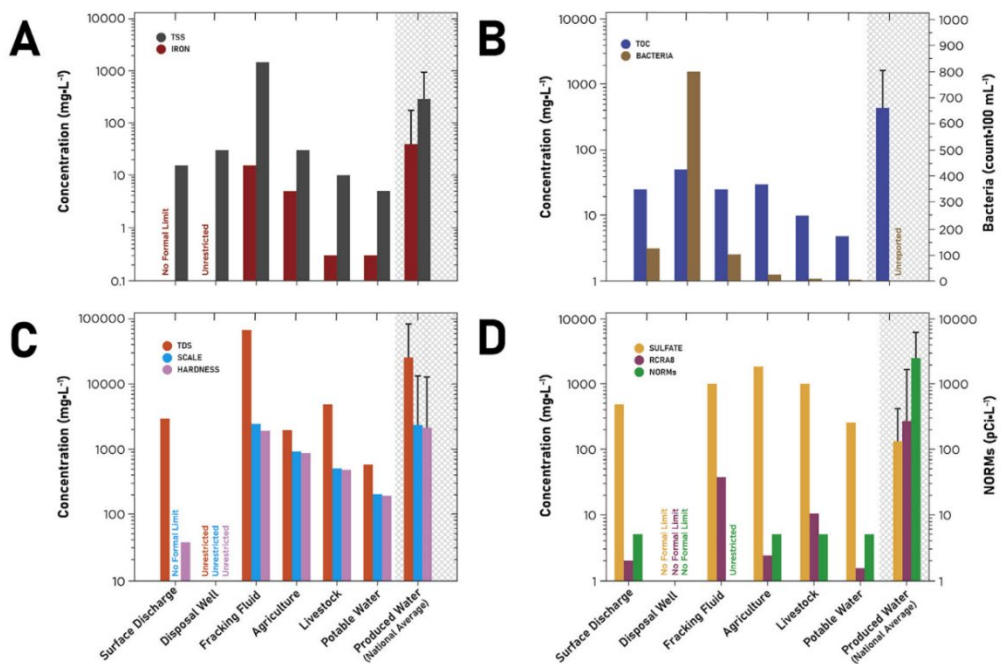 A
Concentration (mg•L⁻¹)
10000
1000
100
10
1
0.1
TSS
IRON
No Formal Limit
Unrestricted
B
Concentration (mg•L⁻¹)
10000
1000
100
10
1
TOC
BACTERIA
Unreported
1000
900
800
700
600
500
400
300
200
100
0
Bacteria (count•100 mL⁻¹)
C
Concentration (mg•L⁻¹)
100000
10000
1000
100
10
TDS
SCALE
HARDNESS
No Formal Limit
Unrestricted
Unrestricted
Unrestricted
Surface Discharge
Disposal Well
Fracking Fluid
Agriculture
Livestock
Potable Water
Produced Water
(National Average)
D
Concentration (mg•L⁻¹)
10000
1000
100
10
1
SULFATE
RCRA8
NORMs
No Formal Limit
No Formal Limit
No Formal Limit
Unrestricted
10000
1000
100
10
1
NORMs (pCi•L⁻¹)
Surface Discharge
Disposal Well
Fracking Fluid
Agriculture
Livestock
Potable Water
Produced Water
(National Average)